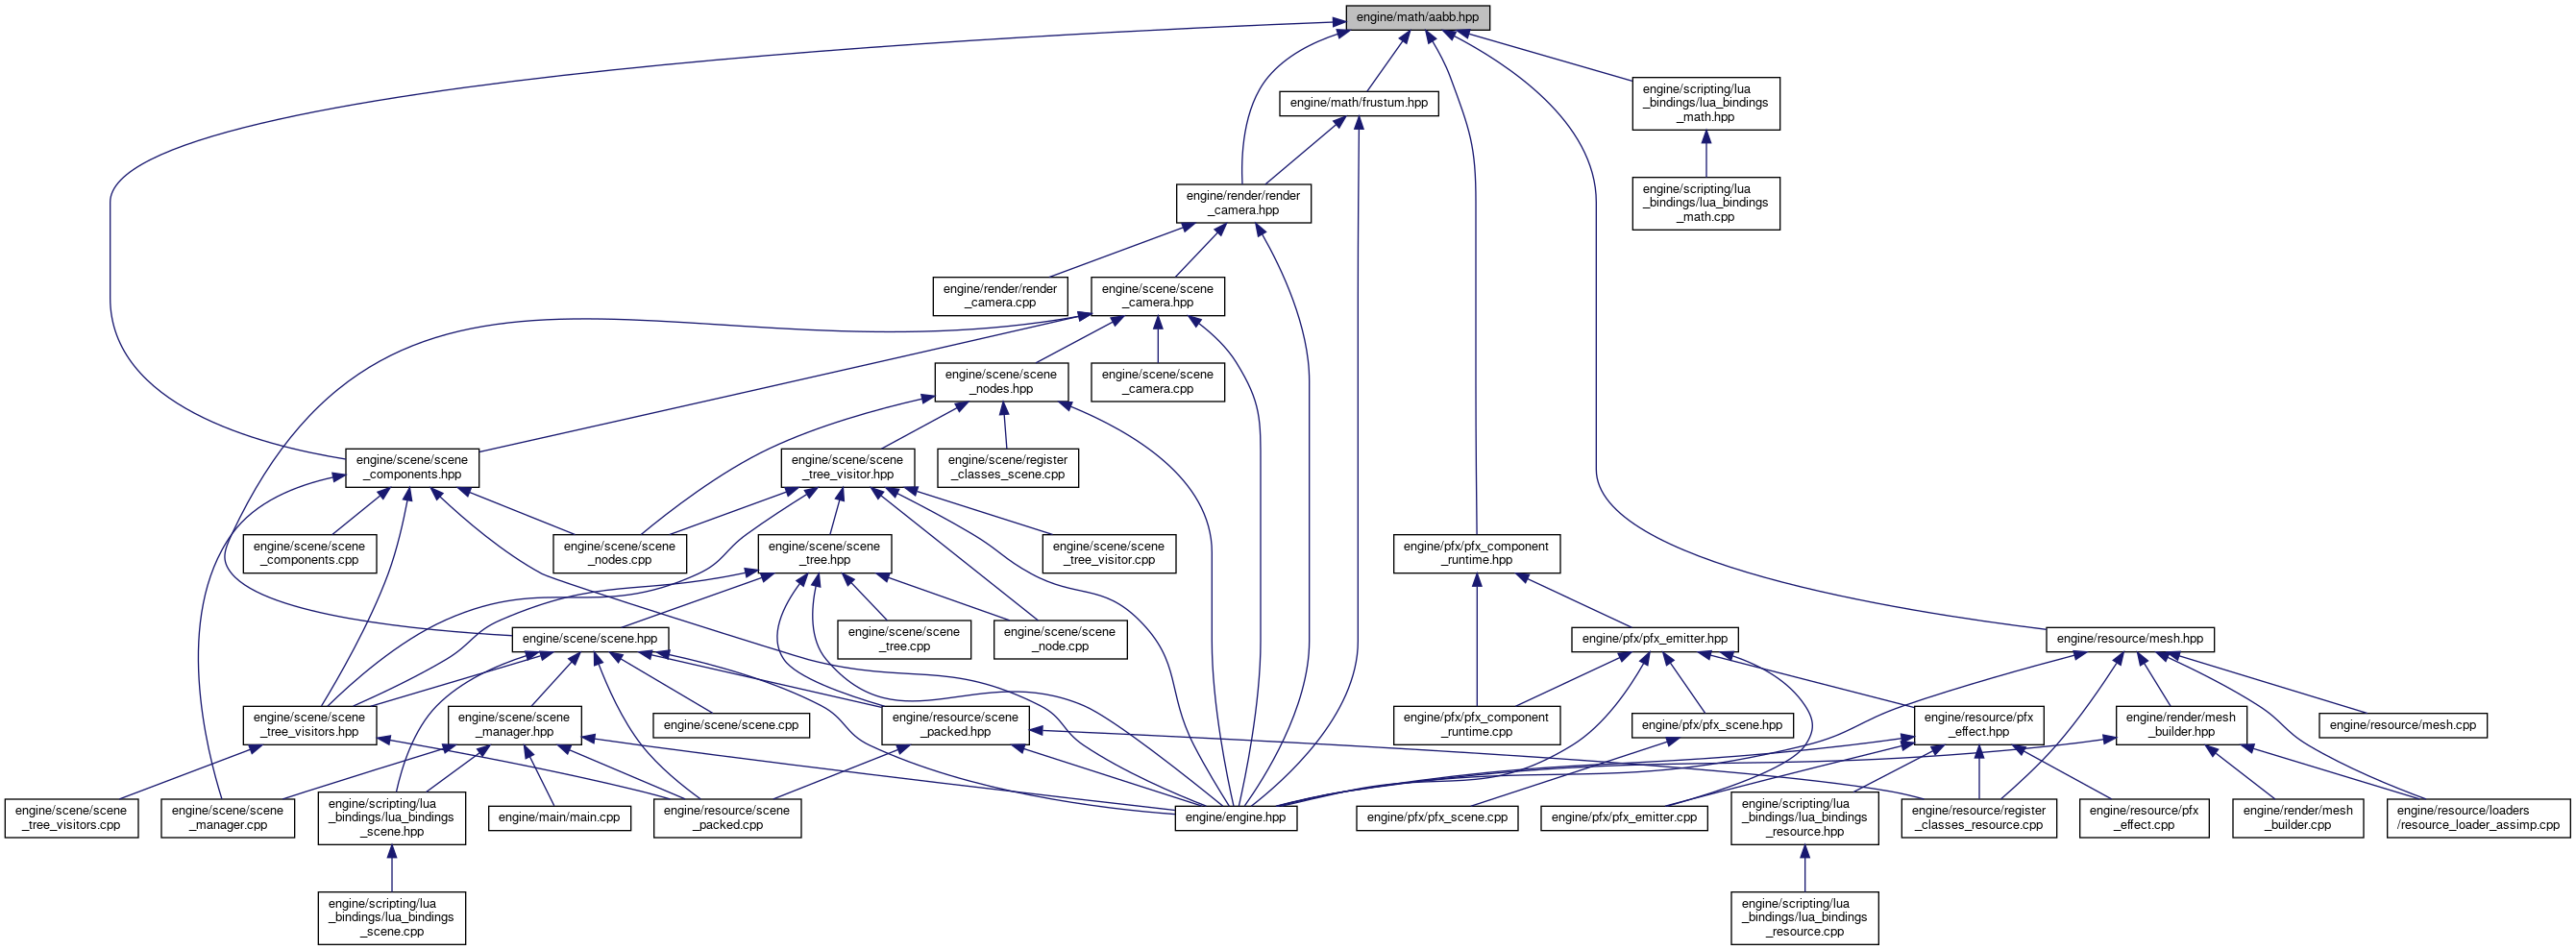 engine/math/aabb.hpp
engine/scripting/lua
_bindings/lua_bindings
_math.hpp
engine/math/frustum.hpp
engine/scripting/lua
_bindings/lua_bindings
_math.cpp
engine/render/render
_camera.hpp
engine/render/render
_camera.cpp
engine/scene/scene
_camera.hpp
engine/scene/scene
_nodes.hpp
engine/scene/scene
_camera.cpp
engine/scene/scene
_components.hpp
engine/scene/scene
_tree_visitor.hpp
engine/scene/register
_classes_scene.cpp
engine/scene/scene
_components.cpp
engine/scene/scene
_nodes.cpp
engine/scene/scene
_tree.hpp
engine/scene/scene
_tree_visitor.cpp
engine/pfx/pfx_component
_runtime.hpp
engine/scene/scene.hpp
engine/scene/scene
_tree.cpp
engine/scene/scene
_node.cpp
engine/pfx/pfx_emitter.hpp
engine/resource/mesh.hpp
engine/scene/scene
_tree_visitors.hpp
engine/scene/scene
_manager.hpp
engine/scene/scene.cpp
engine/resource/scene
_packed.hpp
engine/pfx/pfx_component
_runtime.cpp
engine/pfx/pfx_scene.hpp
engine/resource/pfx
_effect.hpp
engine/render/mesh
_builder.hpp
engine/resource/mesh.cpp
engine/scene/scene
_tree_visitors.cpp
engine/scene/scene
_manager.cpp
engine/scripting/lua
_bindings/lua_bindings
_scene.hpp
engine/main/main.cpp
engine/resource/scene
_packed.cpp
engine/engine.hpp
engine/pfx/pfx_scene.cpp
engine/pfx/pfx_emitter.cpp
engine/scripting/lua
_bindings/lua_bindings
_resource.hpp
engine/resource/register
_classes_resource.cpp
engine/resource/pfx
_effect.cpp
engine/render/mesh
_builder.cpp
engine/resource/loaders
/resource_loader_assimp.cpp
engine/scripting/lua
_bindings/lua_bindings
_scene.cpp
engine/scripting/lua
_bindings/lua_bindings
_resource.cpp